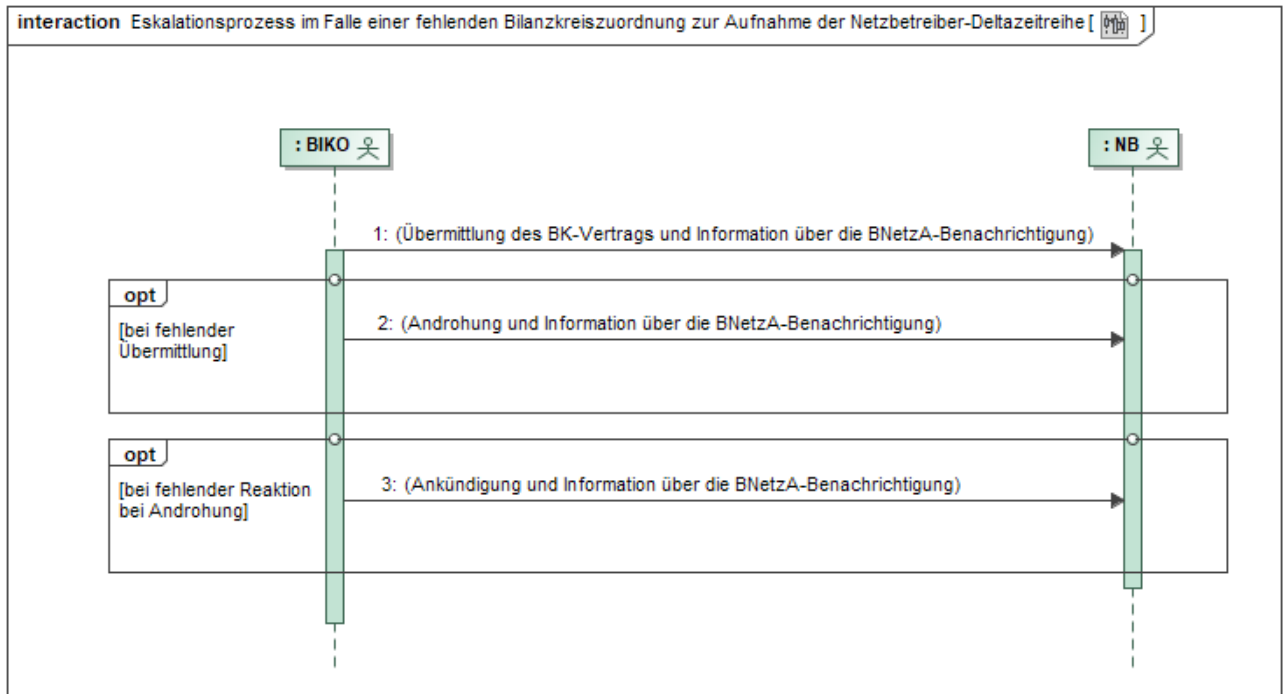 interaction Eskalationsprozess im Falle einer fehlenden Bilanzkreiszuordnung zur Aufnahme der Netzbetreiber-Deltazeitreihe [ ]
: BIKO
: NB
1: (Übermittlung des BK-Vertrags und Information über die BNetzA-Benachrichtigung)
opt
[bei fehlender
Übermittlung]
2: (Androhung und Information über die BNetzA-Benachrichtigung)
opt
[bei fehlender Reaktion
bei Androhung]
3: (Ankündigung und Information über die BNetzA-Benachrichtigung)